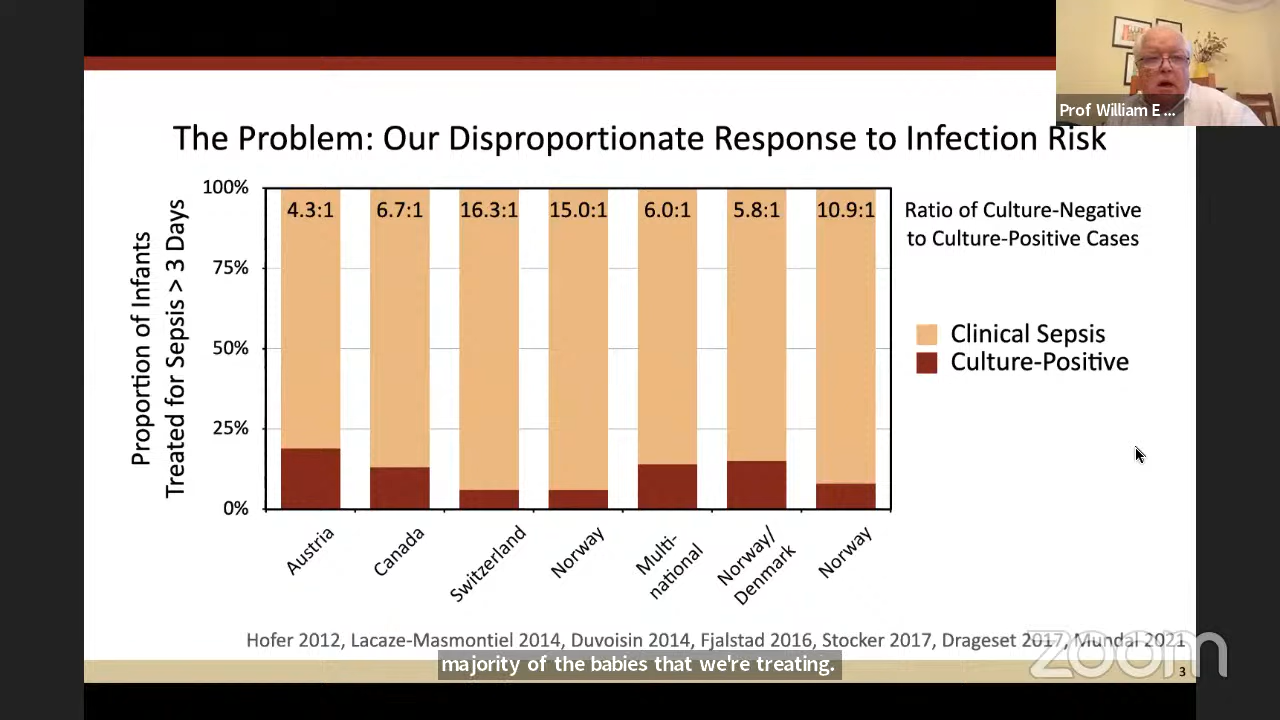 Prof William E ...
The Problem: Our Disproportionate Response to Infection Risk
Proportion of Infants
Treated for Sepsis > 3 Days
100%
75%
50%
25%
0%
4.3:1 6.7:1 16.3:1 15.0:1 6.0:1 5.8:1 10.9:1
Ratio of Culture-Negative
to Culture-Positive Cases
Clinical Sepsis
Culture-Positive
Austria
Canada
Switzerland
Norway
Multi-
national
Norway/
Denmark
Norway
Hofer 2012, Lacaze-Masmontiel 2014, Duvoisin 2014, Fjalstad 2016, Stocker 2017, Drageset 2017, Mundal 2021
majority of the babies that we're treating.
zoom
3